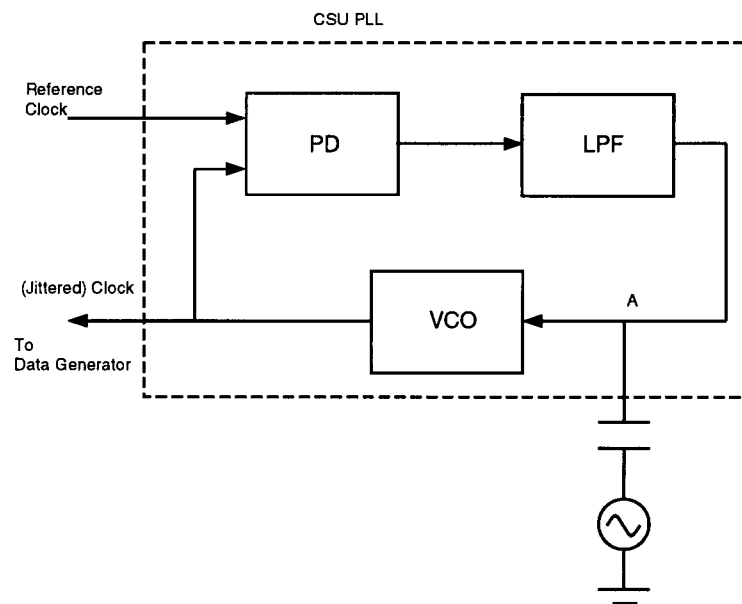 CSU PLL
Reference
Clock
PD
LPF
(Jittered) Clock
VCO
A
To
Data Generator